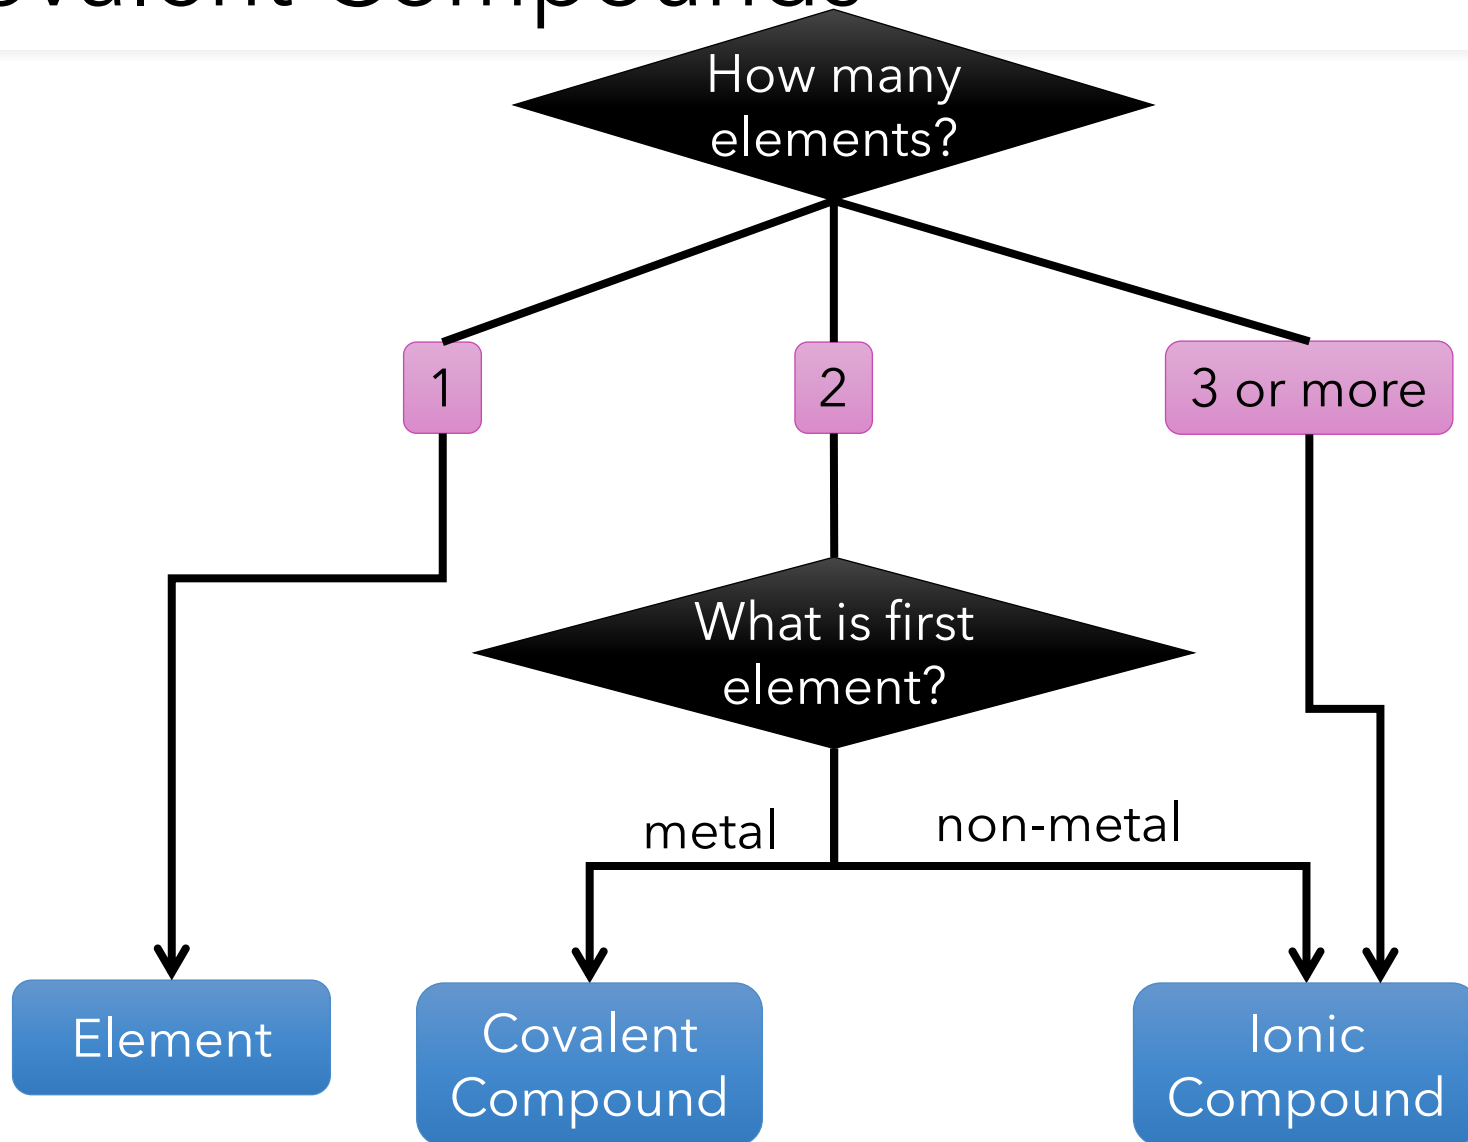 Compounds
How many
elements?
1
2
3 or more
What is first
element?
metal
non-metal
Element
Covalent
Compound
Ionic
Compound